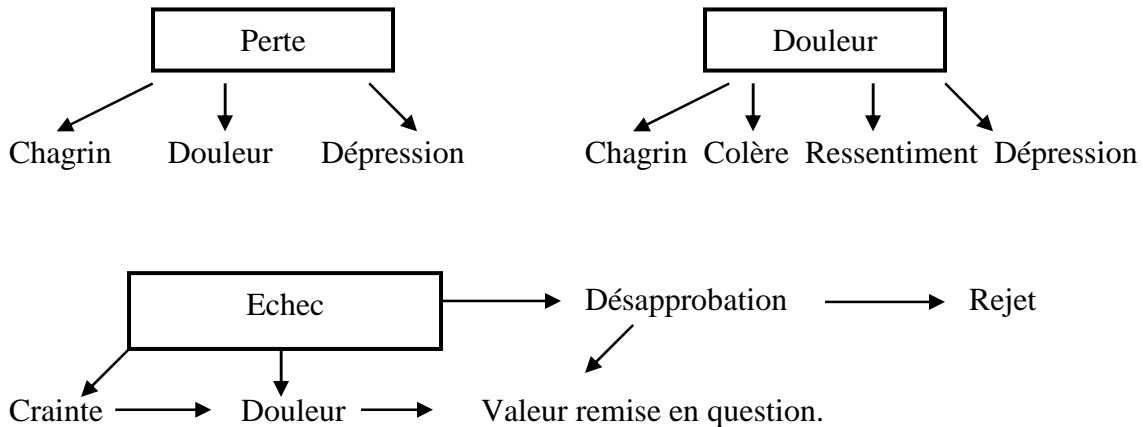 Perte
Douleur
Chagrin Douleur Dépression
Chagrin Colère Ressentiment Dépression
Echec
Désapprobation
Rejet
Crainte Douleur Valeur remise en question.